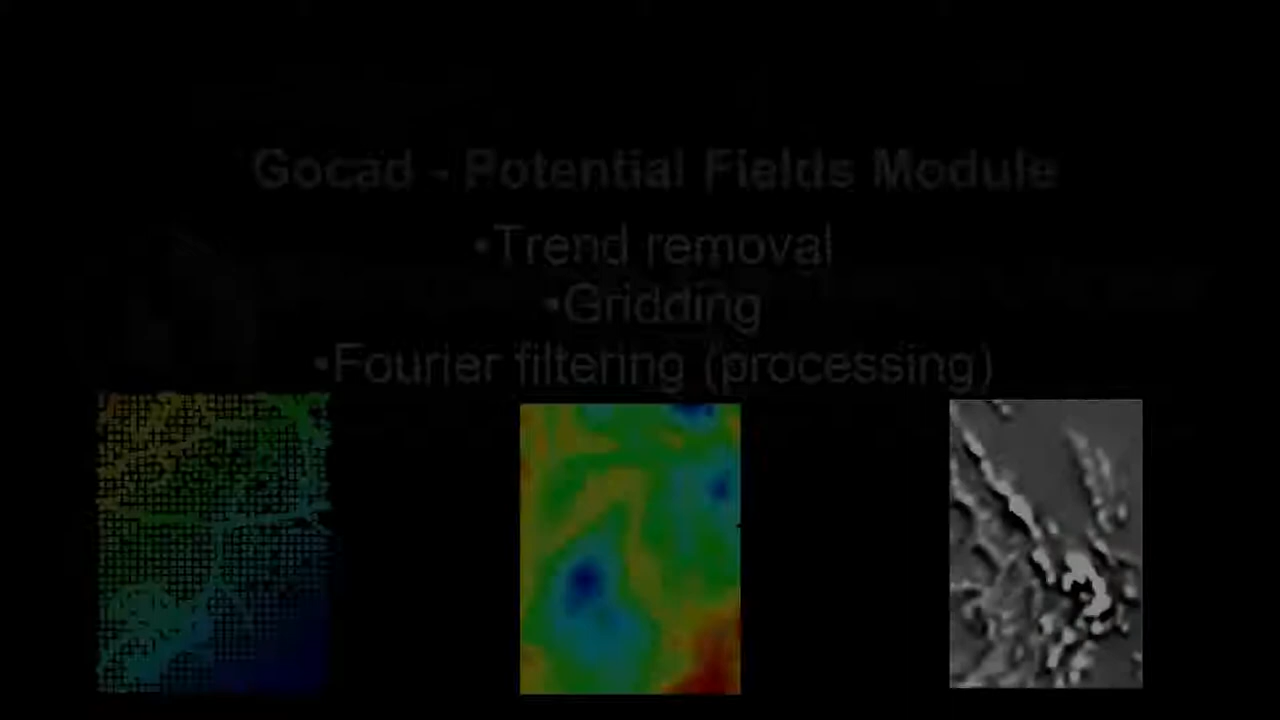 Gocad - Potential Fields Module
•Trend removal
•Gridding
•Fourier filtering (processing)